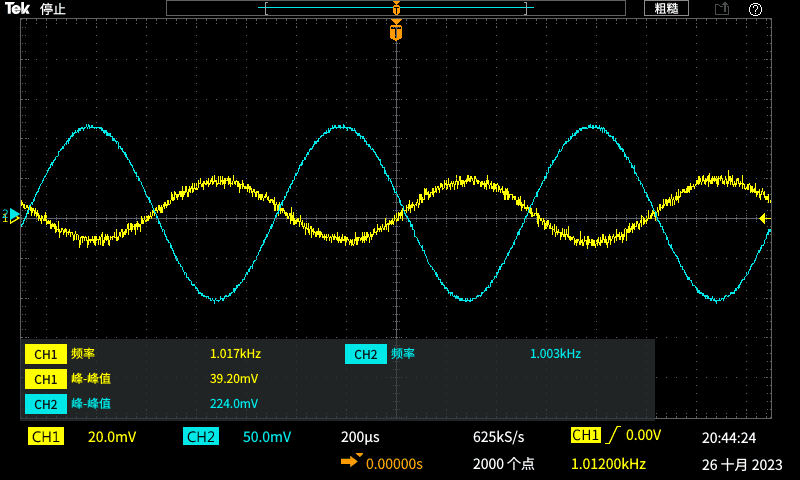 Tek 停止
粗糙
T
T
2
1
CH1 频率 1.017kHz CH2 频率 1.003kHz
CH1 峰-峰值 39.20mV
CH2 峰-峰值 224.0mV
CH1 20.0mV CH2 50.0mV 200µs 625kS/s CH1 0.00V 20:44:24
0.00000s 2000 个点 1.01200kHz 26 十月 2023